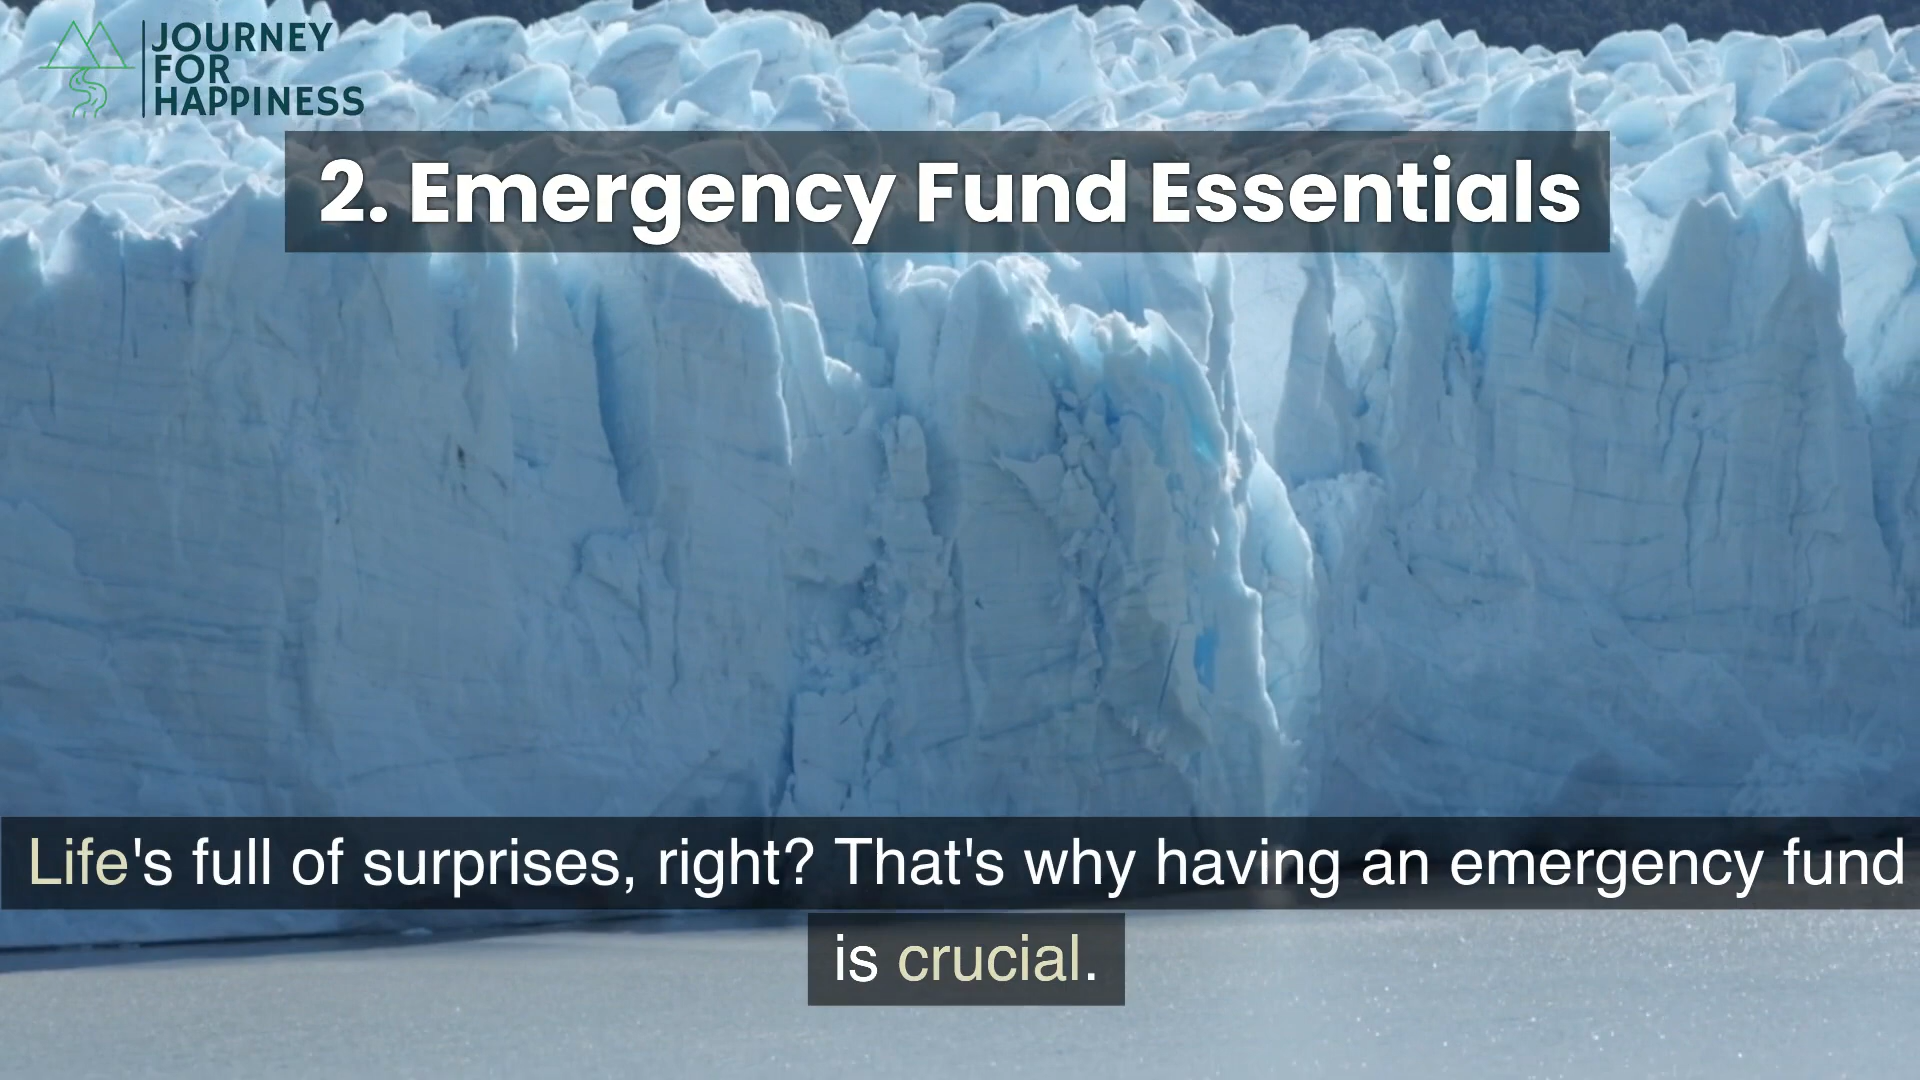 JOURNEY
FOR
HAPPINESS
2. Emergency Fund Essentials
Life's full of surprises, right? That's why having an emergency fund
is crucial.